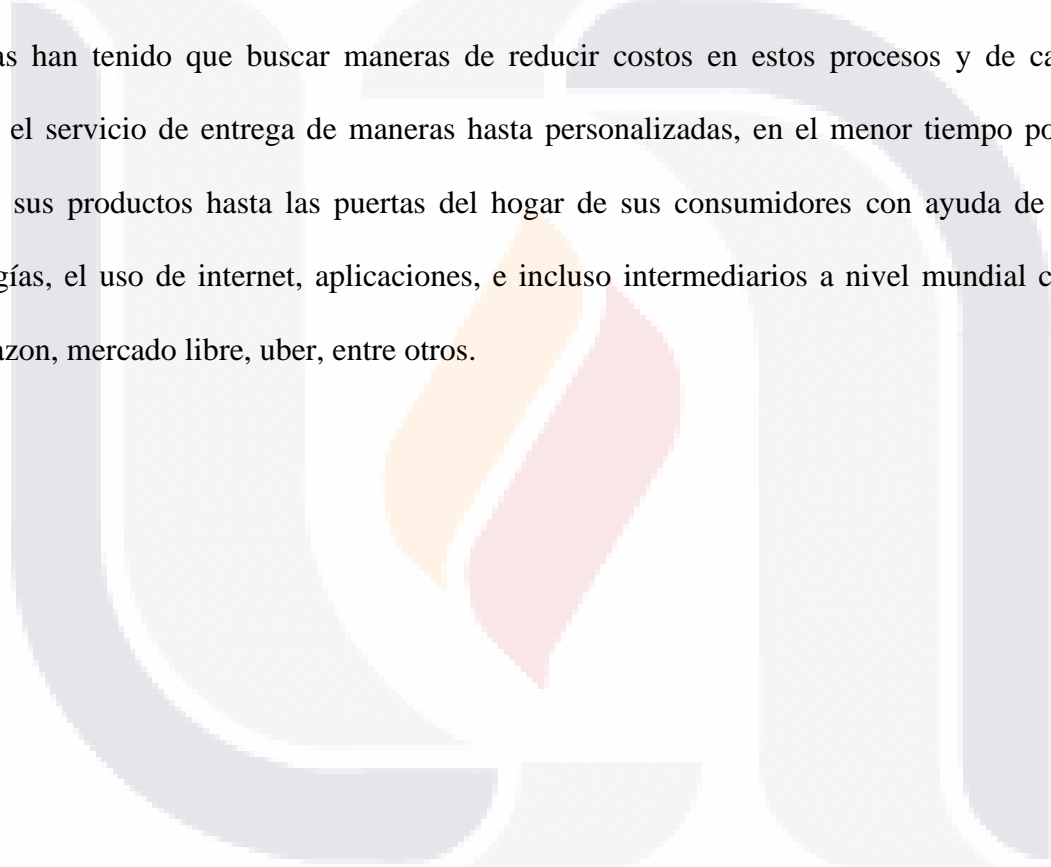 as han tenido que buscar maneras de reducir costos en estos procesos y de ca
el servicio de entrega de maneras hasta personalizadas, en el menor tiempo po
sus productos hasta las puertas del hogar de sus consumidores con ayuda de
gías, el uso de internet, aplicaciones, e incluso intermediarios a nivel mundial c
azon, mercado libre, uber, entre otros.